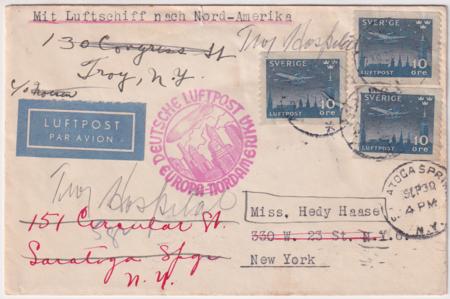 Mit Luftschiff nach Nord-Amerika
130 Congress St
Troy, N.Y.
Troy Hospital
SVERIGE
LUFTPOST 10 öre
SVERIGE
LUFTPOST 10 öre
SVERIGE
LUFTPOST 10 öre
LUFTPOST
PAR AVION
DEUTSCHE LUFTPOST
EUROPA-NORDAMERIKA
Troy Hospital
151 Circular St.
Saratoga Spgs
N.Y.
ATOGA SPRIN
4 PM
N.Y.
Miss. Hedy Haase
330 W. 23 St. N.Y.
New York